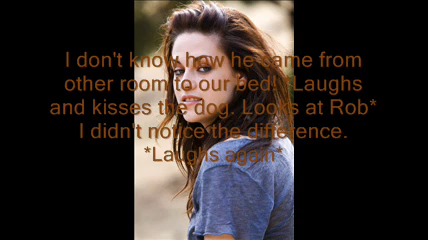 I don't know how he came from
other room to our bed! *Laughs
and kisses the dog. Looks at Rob*
I didn't notice the difference.
*Laughs again*